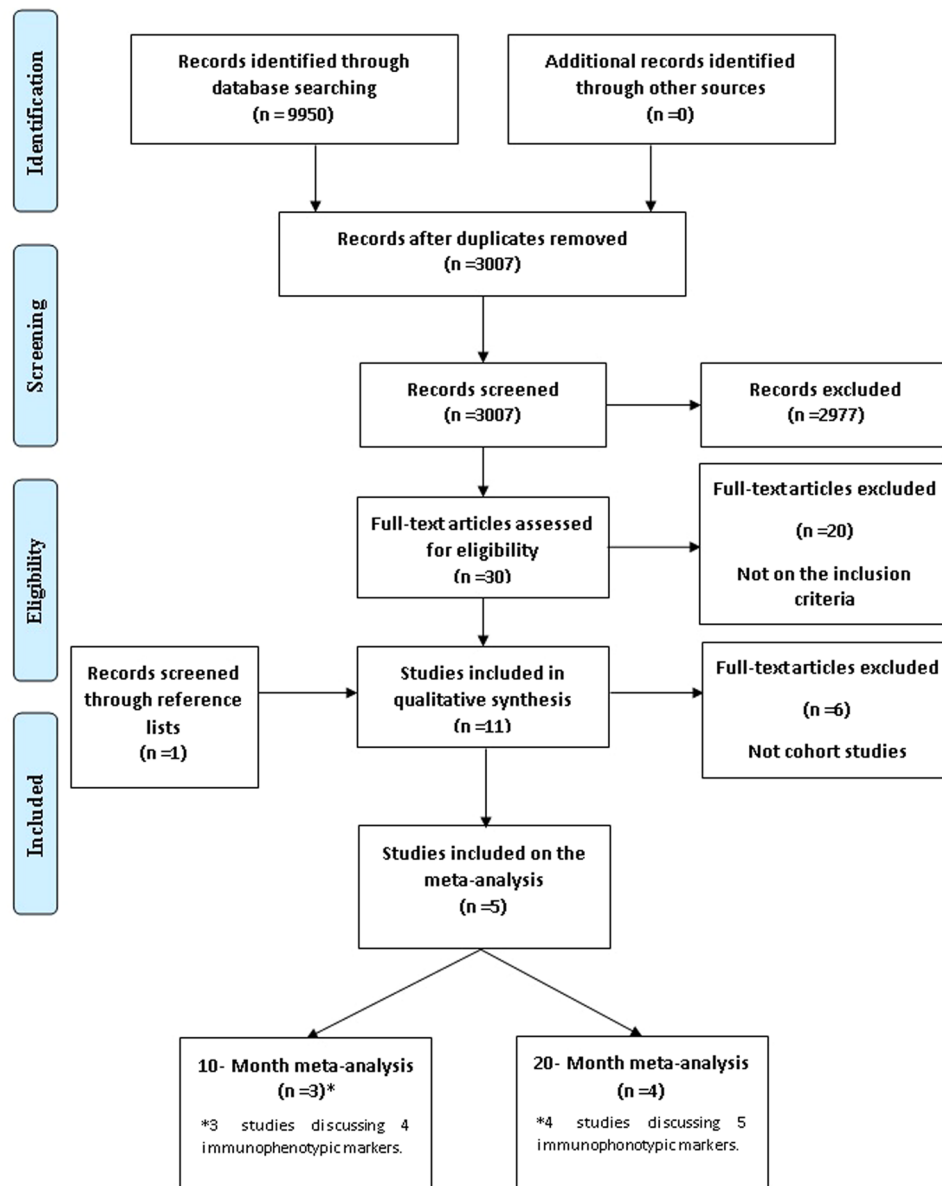 Identification
Records identified through
database searching
(n = 9950)
Additional records identified
through other sources
(n =0)
Records after duplicates removed
(n =3007)
Screening
Records screened
(n =3007)
Records excluded
(n =2977)
Eligibility
Full-text articles assessed
for eligibility
(n =30)
Full-text articles excluded
(n =20)
Not on the inclusion
criteria
Records screened
through reference
lists
(n =1)
Studies included in
qualitative synthesis
(n =11)
Full-text articles excluded
(n =6)
Not cohort studies
Included
Studies included on the
meta-analysis
(n =5)
10- Month meta-analysis
(n =3)*
*3 studies discussing 4
immunophenotypic markers.
20- Month meta-analysis
(n =4)
*4 studies discussing 5
immunophonotypic markers.